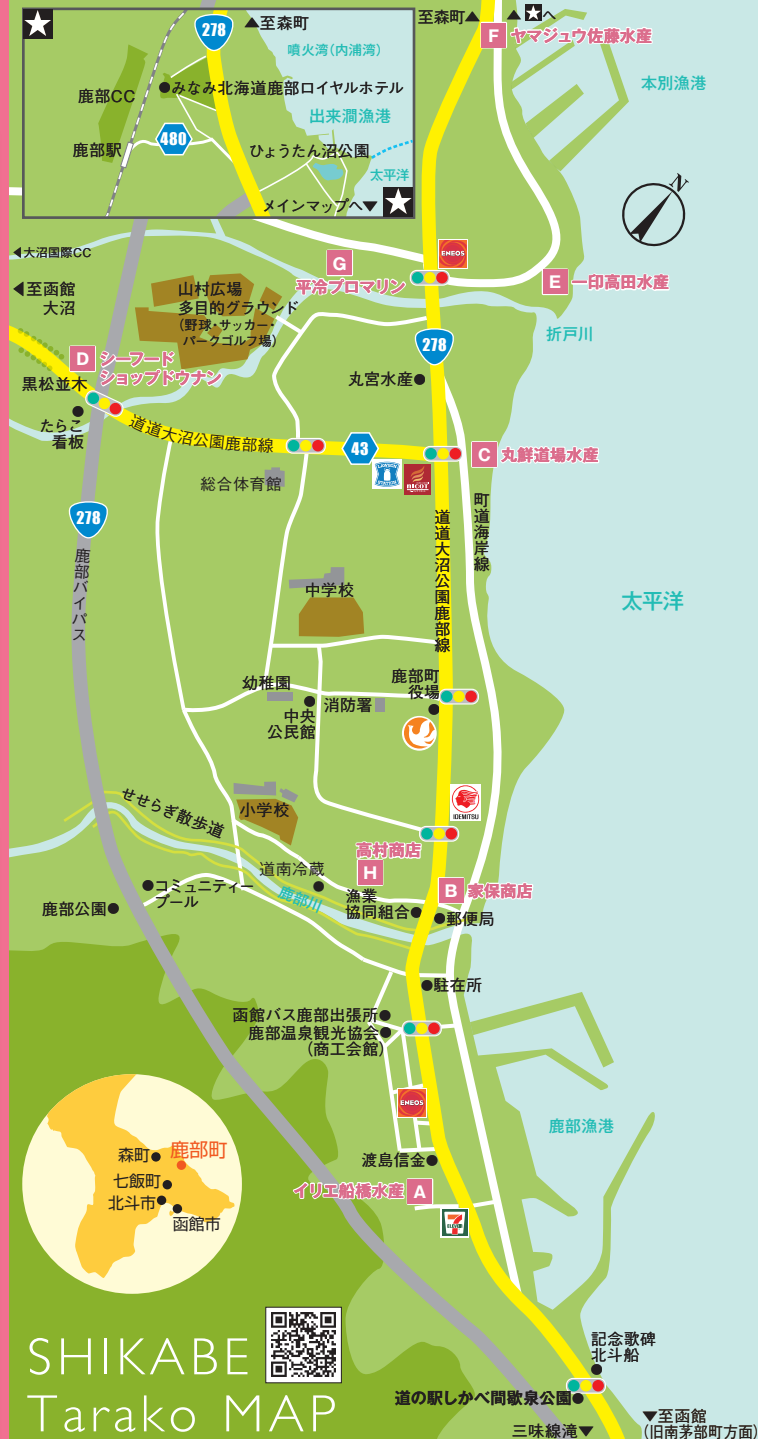 278
▲至森町
噴火湾(内浦湾)
鹿部CC
●みなみ北海道鹿部ロイヤルホテル
出来澗漁港
鹿部駅
480
ひょうたん沼公園
太平洋
メインマップへ▼★
至森町▲
▲★へ
F ヤマジュウ佐藤水産
本別漁港
N
◀大沼国際CC
◀至函館
大沼
山村広場
多目的グラウンド
(野球・サッカー・
パークゴルフ場)
G
平冷プロマリン
ENEOS
E 一印高田水産
折戸川
278
D シーフード
ショップドウナン
黒松並木
たらこ
看板
丸宮水産●
道道大沼公園鹿部線
43
C 丸鮮道場水産
LAWSON
STATION
HICOT
総合体育館
278
鹿部バイパス
道道大沼公園鹿部線
町道海岸線
中学校
太平洋
幼稚園
中央
公民館
消防署
鹿部町
役場
IDEMITSU
せせらぎ散歩道
小学校
高村商店
H
道南冷蔵
鹿部川
●コミュニティー
プール
鹿部公園●
漁業
協同組合●
B 家保商店
●郵便局
●駐在所
函館バス鹿部出張所●
鹿部温泉観光協会●
(商工会館)
ENEOS
鹿部漁港
渡島信金●
イリエ船橋水産 A
7
ELEVEN
森町●
鹿部町
七飯町●
北斗市●
函館市
SHIKABE
Tarako MAP
記念歌碑
北斗船
道の駅しかべ間歇泉公園●
三味線滝▼
▼至函館
(旧南茅部町方面)